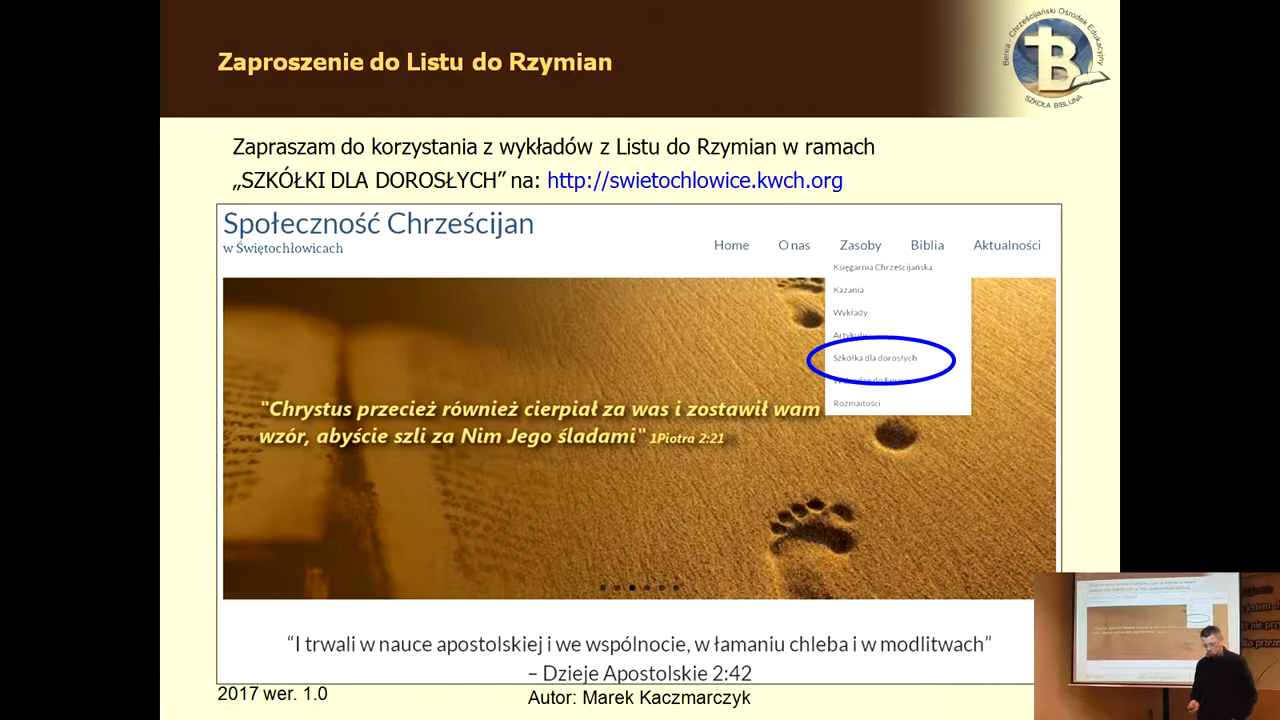 Zaproszenie do Listu do Rzymian
Berea - Chrześcijański Ośrodek Edukacyjny
B
SZKOŁA BIBLIJNA
Zapraszam do korzystania z wykładów z Listu do Rzymian w ramach
„SZKÓŁKI DLA DOROSŁYCH” na: http://swietochlowice.kwch.org
Społeczność Chrześcijan
w Świętochłowicach
Home O nas Zasoby Biblia Aktualności
Księgarnia Chrześcijańska
Kazania
Wykłady
Artykuły
Szkółka dla dorosłych
Rozmaitości
"Chrystus przecież również cierpiał za was i zostawił wam
wzór, abyście szli za Nim Jego śladami" 1Piotra 2:21
“I trwali w nauce apostolskiej i we wspólnocie, w łamaniu chleba i w modlitwach”
– Dzieje Apostolskie 2:42
2017 wer. 1.0
Autor: Marek Kaczmarczyk